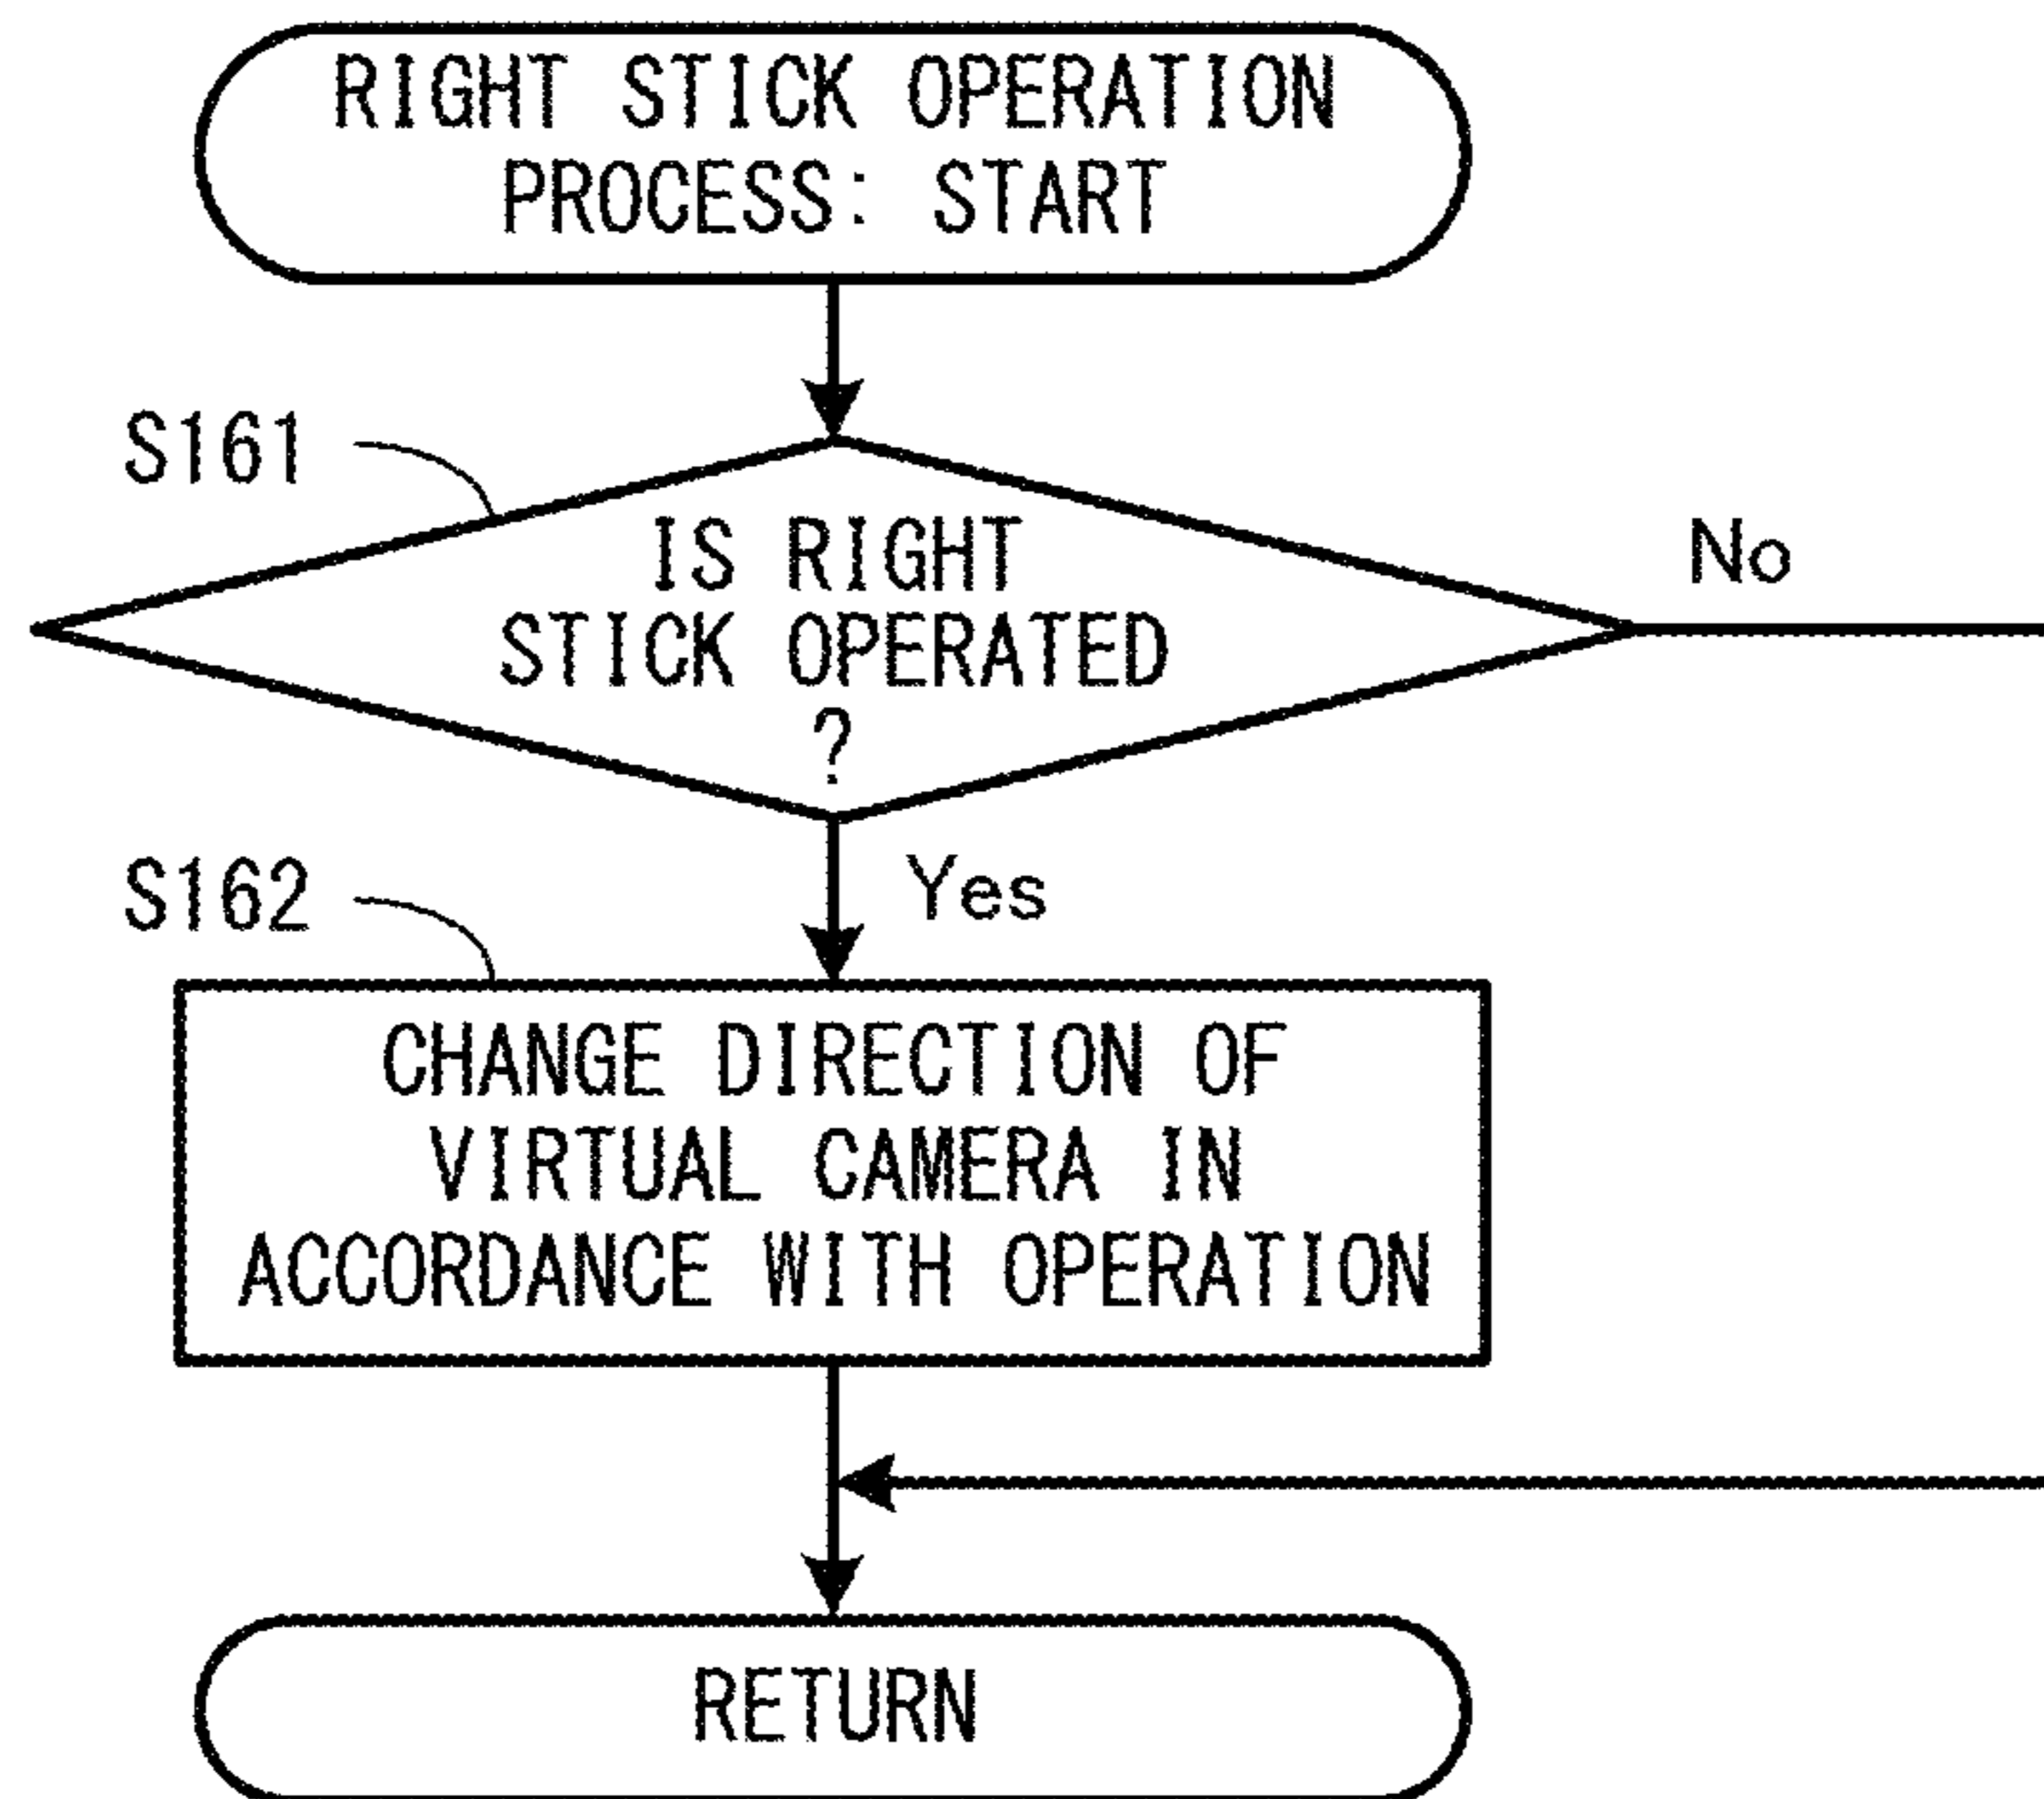 RIGHT STICK OPERATION
PROCESS: START
S161
IS RIGHT
STICK OPERATED
?
No
Yes
S162
CHANGE DIRECTION OF
VIRTUAL CAMERA IN
ACCORDANCE WITH OPERATION
RETURN